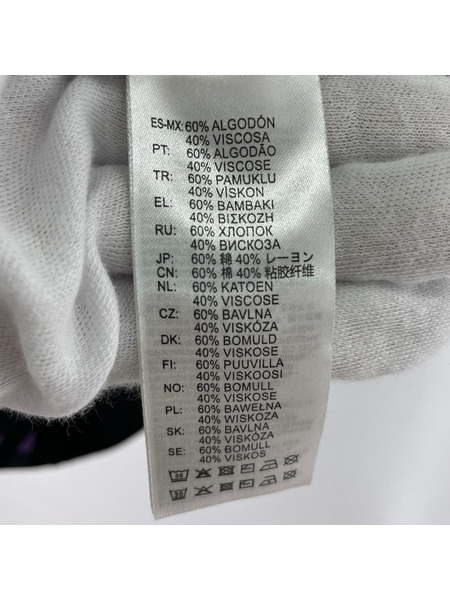 ES-MX: 60% ALGODÓN
40% VISCOSA
PT: 60% ALGODÃO
40% VISCOSE
TR: 60% PAMUKLU
40% VİSKON
EL: 60% ΒΑΜΒΑΚΙ
40% ΒΙΣΚΟΖΗ
RU: 60% ХЛОПОК
40% ВИСКОЗА
JP: 60% 綿 40% レーヨン
CN: 60% 棉 40% 粘胶纤维
NL: 60% KATOEN
40% VISCOSE
CZ: 60% BAVLNA
40% VISKÓZA
DK: 60% BOMULD
40% VISKOSE
FI: 60% PUUVILLA
40% VISKOOSI
NO: 60% BOMULL
40% VISKOSE
PL: 60% BAWEŁNA
40% WISKOZA
SK: 60% BAVLNA
40% VISKÓZA
SE: 60% BOMULL
40% VISKOS
30
30